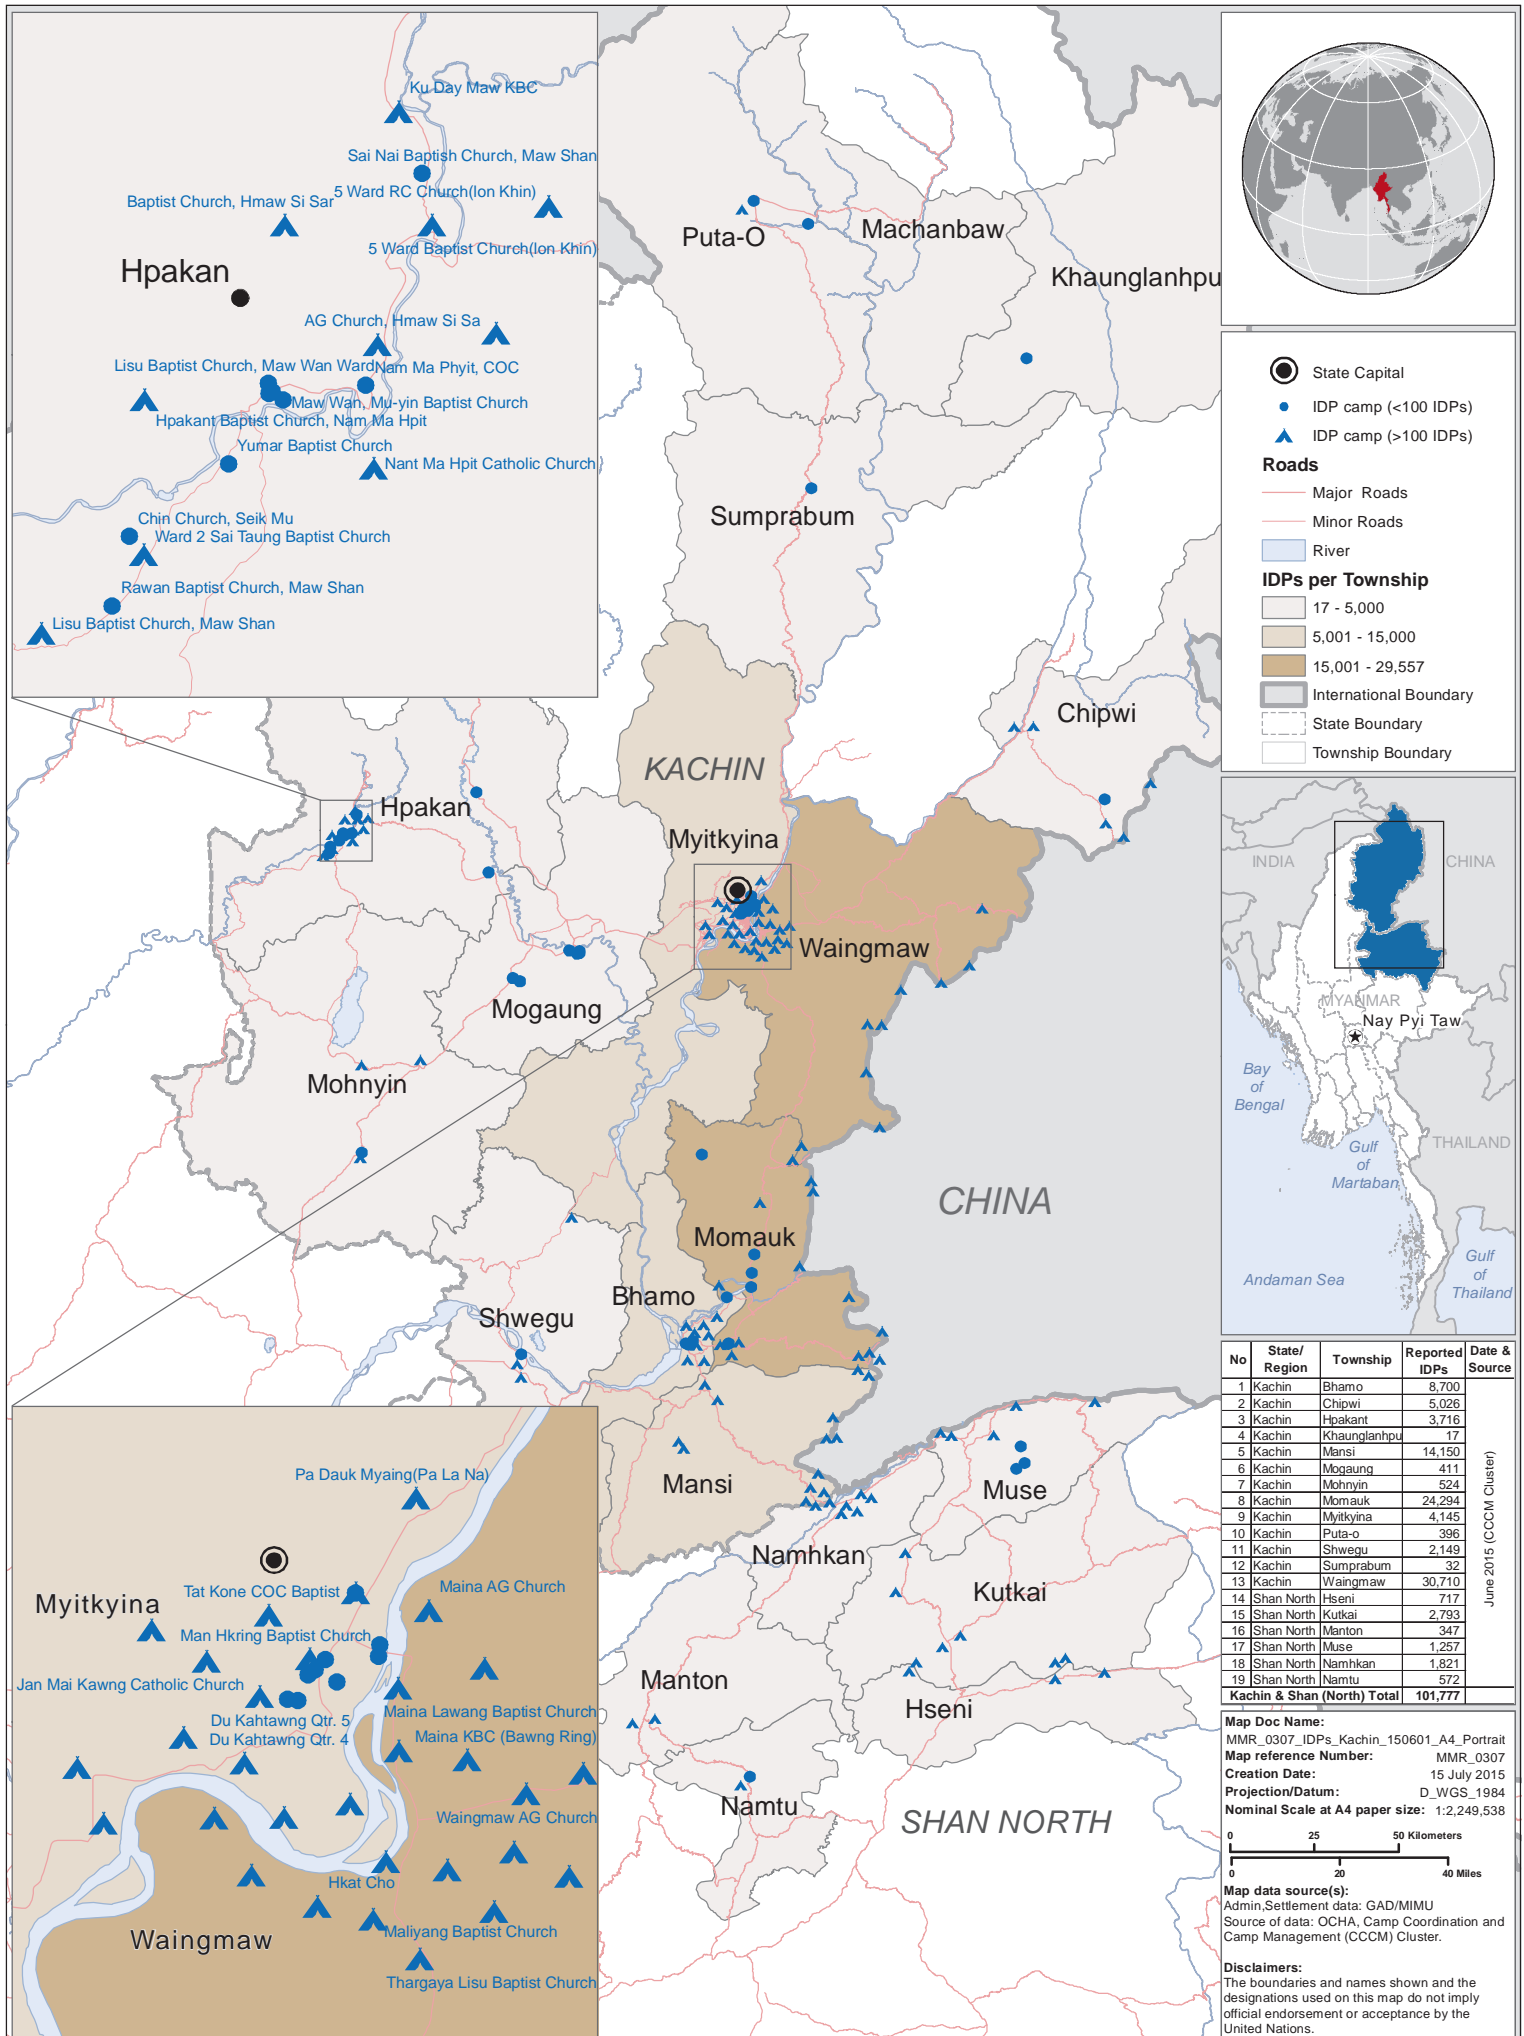 Ku Day Maw KBC
Sai Nai Baptish Church, Maw Shan
5 Ward RC Church(lon Khin)
Baptist Church, Hmaw Si Sar
5 Ward Baptist Church(lon Khin)
Hpakan
AG Church, Hmaw Si Sa
Lisu Baptist Church, Maw Wan Ward
Nam Ma Phyit, COC
Maw Wan, Mu-yin Baptist Church
Hpakant Baptist Church, Nam Ma Hpit
Yumar Baptist Church
Nant Ma Hpit Catholic Church
Chin Church, Seik Mu
Ward 2 Sai Taung Baptist Church
Rawan Baptist Church, Maw Shan
Lisu Baptist Church, Maw Shan
Puta-O
Machanbaw
Khaunglanhpu
Sumprabum
Chipwi
KACHIN
Hpakan
Myitkyina
Waingmaw
Mogaung
Mohnyin
CHINA
Momauk
Bhamo
Shwegu
Mansi
Muse
Namhkan
Kutkai
Manton
Hseni
Namtu
SHAN NORTH
Pa Dauk Myaing(Pa La Na)
Tat Kone COC Baptist
Maina AG Church
Myitkyina
Man Hkring Baptist Church
Jan Mai Kawng Catholic Church
Maina Lawang Baptist Church
Du Kahtawng Qtr. 5
Du Kahtawng Qtr. 4
Maina KBC (Bawng Ring)
Waingmaw AG Church
Hkat Cho
Maliyang Baptist Church
Waingmaw
Thargaya Lisu Baptist Church
State Capital
IDP camp (<100 IDPs)
IDP camp (>100 IDPs)
Roads
Major Roads
Minor Roads
River
IDPs per Township
17 - 5,000
5,001 - 15,000
15,001 - 29,557
International Boundary
State Boundary
Township Boundary
INDIA
CHINA
MYANMAR
Nay Pyi Taw
Bay
of
Bengal
THAILAND
Gulf
of
Martaban
Andaman Sea
Gulf
of
Thailand
No State/ Region Township Reported IDPs Date & Source
1 Kachin Bhamo 8,700
2 Kachin Chipwi 5,026
3 Kachin Hpakant 3,716
4 Kachin Khaunglanhpu 17
5 Kachin Mansi 14,150
6 Kachin Mogaung 411
7 Kachin Mohnyin 524
8 Kachin Momauk 24,294
9 Kachin Myitkyina 4,145
10 Kachin Puta-o 396
11 Kachin Shwegu 2,149
12 Kachin Sumprabum 32
13 Kachin Waingmaw 30,710
14 Shan North Hseni 717
15 Shan North Kutkai 2,793
16 Shan North Manton 347
17 Shan North Muse 1,257
18 Shan North Namhkan 1,821
19 Shan North Namtu 572
Kachin & Shan (North) Total 101,777
June 2015 (CCCM Cluster)
Map Doc Name:
MMR_0307_IDPs_Kachin_150601_A4_Portrait
Map reference Number: MMR_0307
Creation Date: 15 July 2015
Projection/Datum: D_WGS_1984
Nominal Scale at A4 paper size: 1:2,249,538
0 25 50 Kilometers
0 20 40 Miles
Map data source(s):
Admin,Settlement data: GAD/MIMU
Source of data: OCHA, Camp Coordination and
Camp Management (CCCM) Cluster.
Disclaimers:
The boundaries and names shown and the
designations used on this map do not imply
official endorsement or acceptance by the
United Nations.